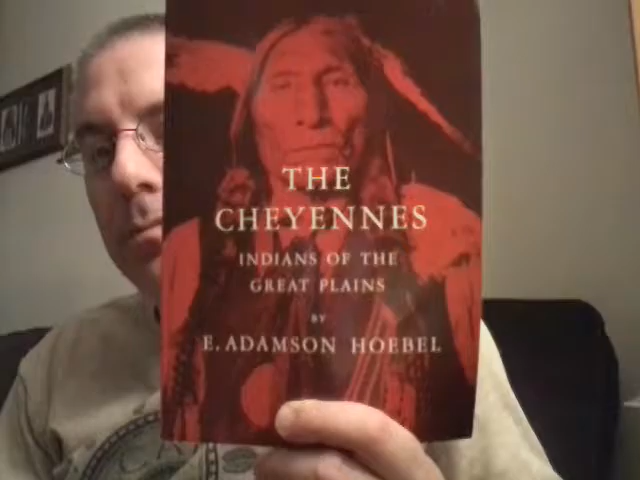 THE
CHEYENNES
INDIANS OF THE
GREAT PLAINS
BY
E. ADAMSON HOEBEL